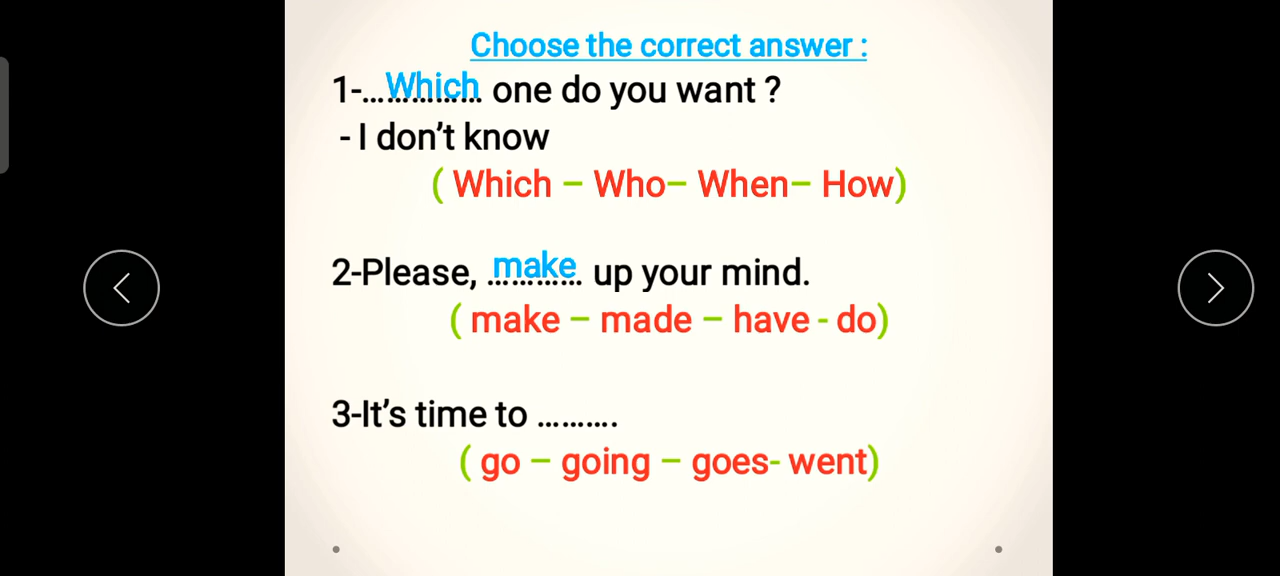 Choose the correct answer :
1-...Which... one do you want ?
- I don’t know
( Which – Who– When– How)
2-Please, ...make... up your mind.
( make – made – have - do)
3-It’s time to ..........
( go – going – goes- went)